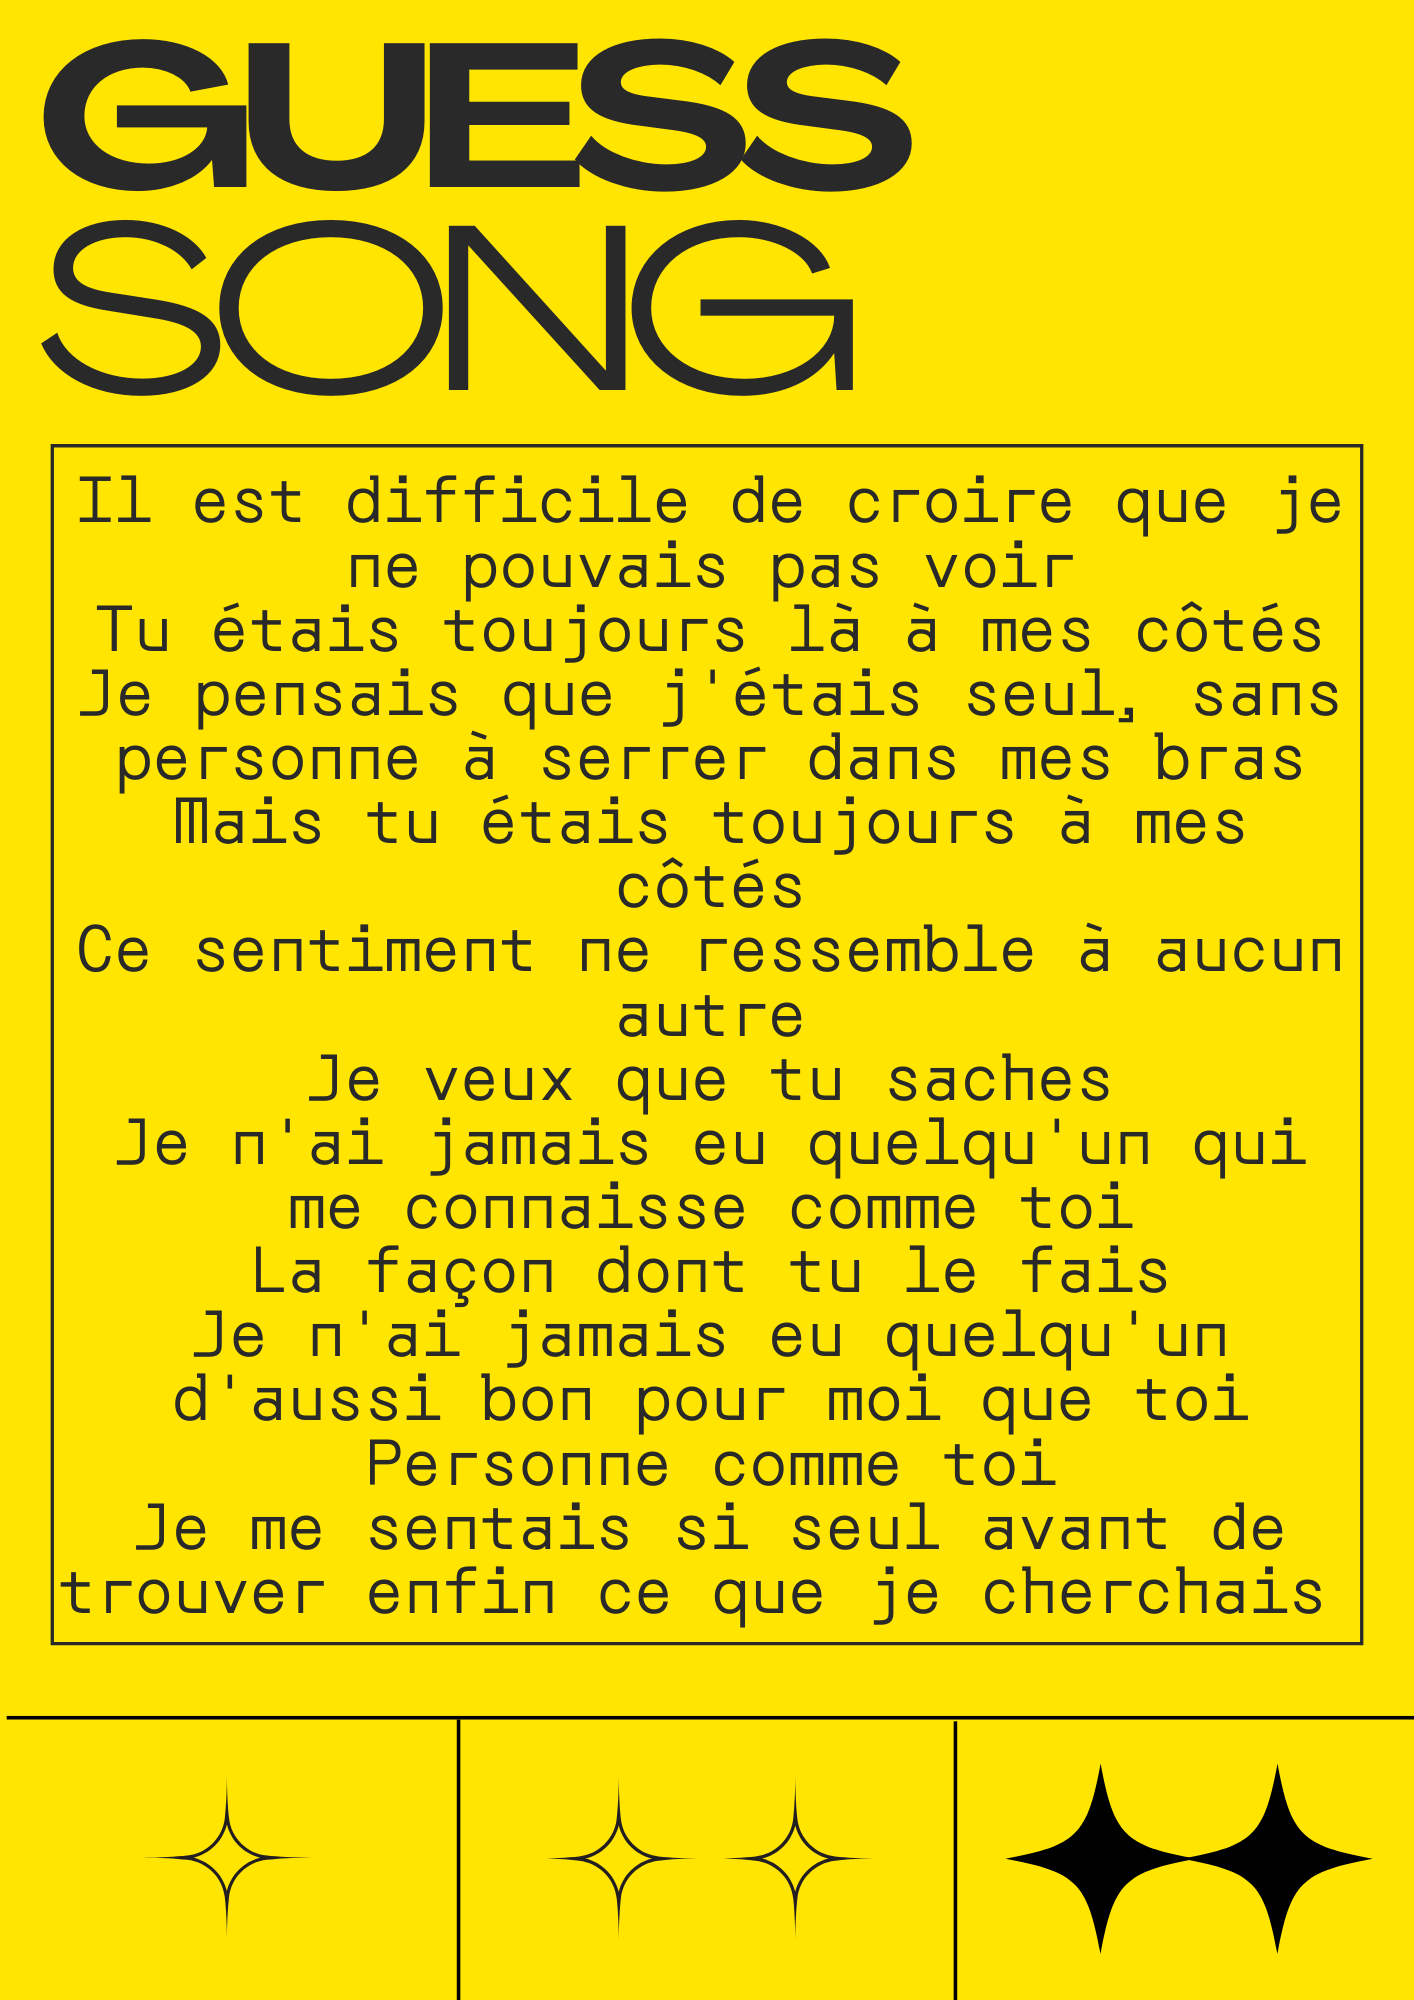 GUESS
SONG
Il est difficile de croire que je
ne pouvais pas voir
Tu étais toujours là à mes côtés
Je pensais que j'étais seul, sans
personne à serrer dans mes bras
Mais tu étais toujours à mes
côtés
Ce sentiment ne ressemble à aucun
autre
Je veux que tu saches
Je n'ai jamais eu quelqu'un qui
me connaisse comme toi
La façon dont tu le fais
Je n'ai jamais eu quelqu'un
d'aussi bon pour moi que toi
Personne comme toi
Je me sentais si seul avant de
trouver enfin ce que je cherchais